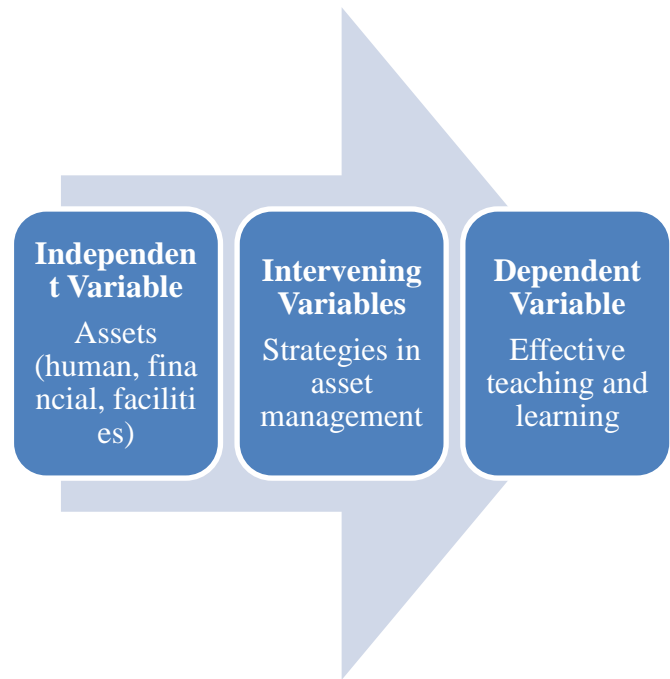 Independen
t Variable
Assets
(human, fina
ncial, faciliti
es)
Intervening
Variables
Strategies in
asset
management
Dependent
Variable
Effective
teaching and
learning